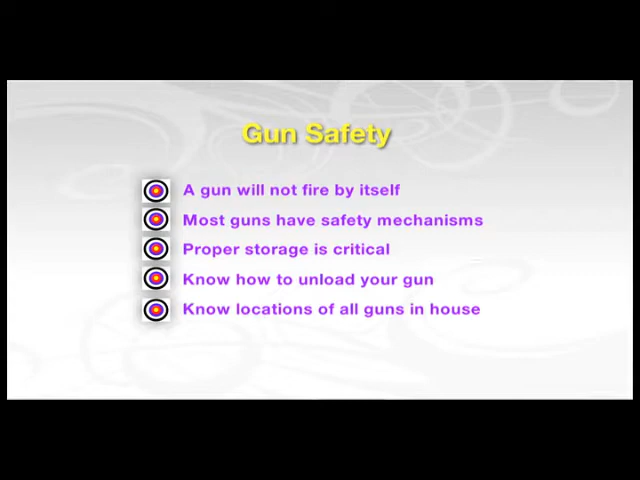 Gun Safety
A gun will not fire by itself
Most guns have safety mechanisms
Proper storage is critical
Know how to unload your gun
Know locations of all guns in house